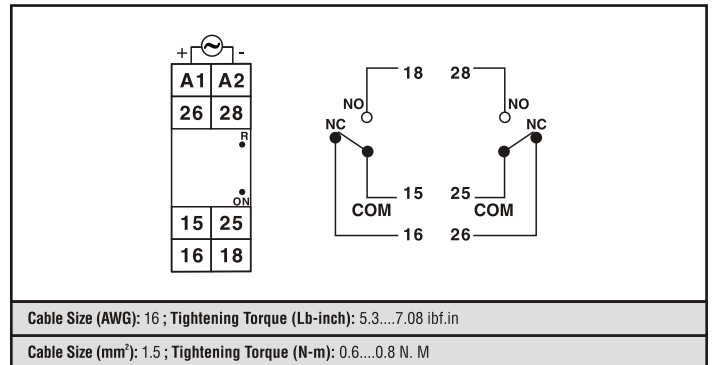 + -
A1 A2
26 28
R
ON
15 25
16 18
18 28
NO NO
NC NC
15 25
COM COM
16 26
Cable Size (AWG): 16 ; Tightening Torque (Lb-inch): 5.3....7.08 ibf.in
Cable Size (mm²): 1.5 ; Tightening Torque (N-m): 0.6....0.8 N. M